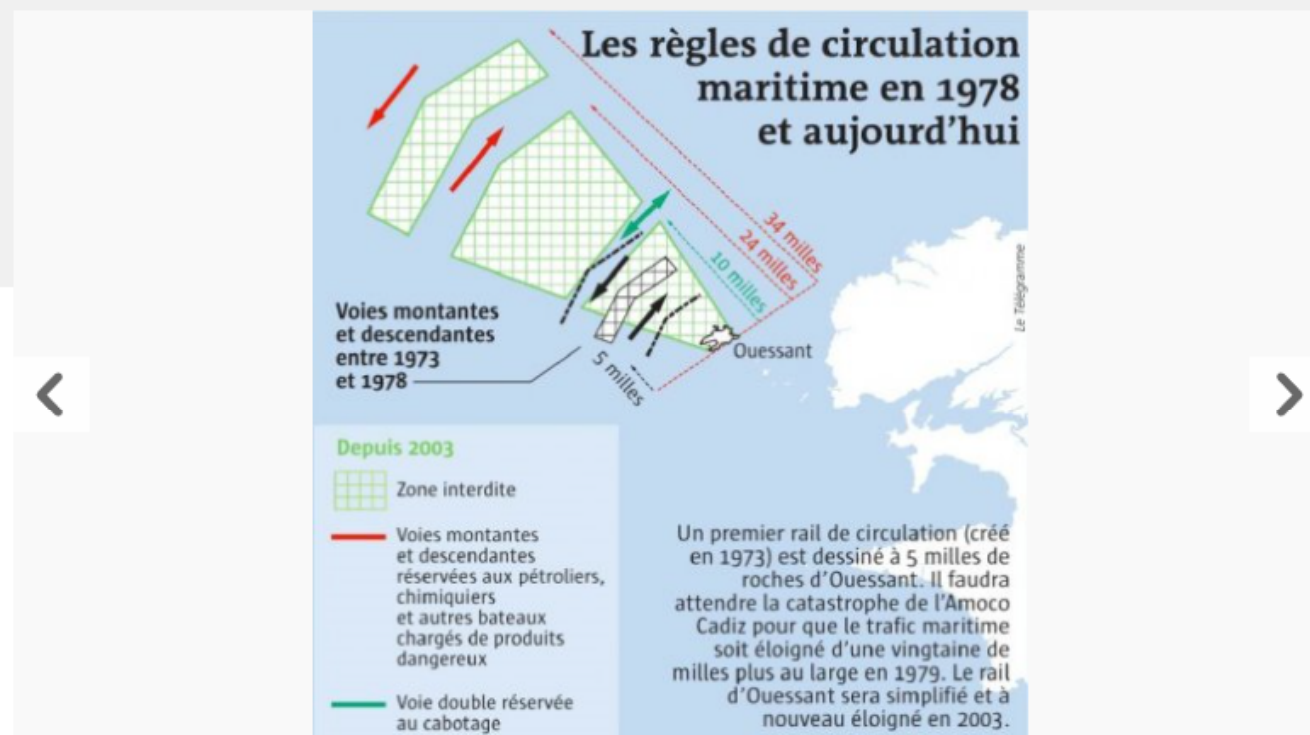 Les règles de circulation
maritime en 1978
et aujourd'hui
34 milles
24 milles
10 milles
Le Télégramme
Voies montantes
et descendantes
entre 1973
et 1978
5 milles
Ouessant
Depuis 2003
Zone interdite
Voies montantes
et descendantes
réservées aux pétroliers,
chimiquiers
et autres bateaux
chargés de produits
dangereux
Voie double réservée
au cabotage
Un premier rail de circulation (créé
en 1973) est dessiné à 5 milles de
roches d'Ouessant. Il faudra
attendre la catastrophe de l'Amoco
Cadiz pour que le trafic maritime
soit éloigné d'une vingtaine de
milles plus au large en 1979. Le rail
d'Ouessant sera simplifié et à
nouveau éloigné en 2003.